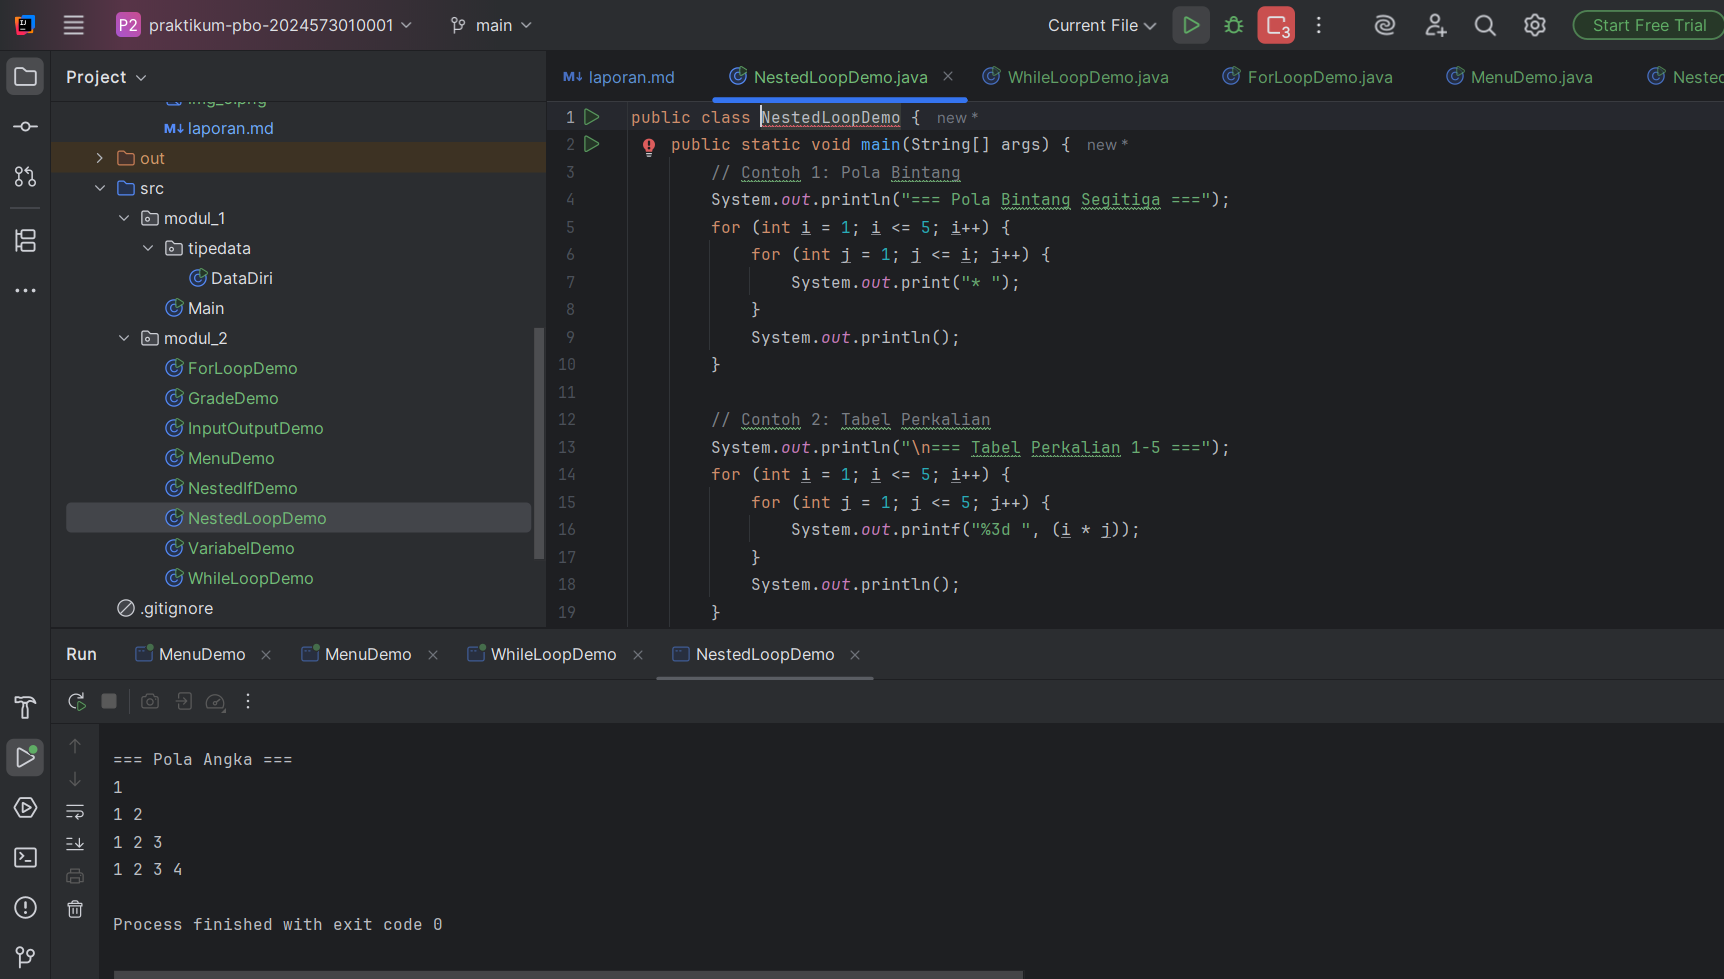 P2 praktikum-pbo-2024573010001 main Current File 3 Start Free Trial
Project
laporan.md NestedLoopDemo.java WhileLoopDemo.java ForLoopDemo.java MenuDemo.java Nested
img_3.png
M↓ laporan.md
out
src
modul_1
tipedata
DataDiri
Main
modul_2
ForLoopDemo
GradeDemo
InputOutputDemo
MenuDemo
NestedIfDemo
NestedLoopDemo
VariabelDemo
WhileLoopDemo
.gitignore
1 public class NestedLoopDemo { new *
2 public static void main(String[] args) { new *
3 // Contoh 1: Pola Bintang
4 System.out.println("=== Pola Bintang Segitiga ===");
5 for (int i = 1; i <= 5; i++) {
6 for (int j = 1; j <= i; j++) {
7 System.out.print("* ");
8 }
9 System.out.println();
10 }
11
12 // Contoh 2: Tabel Perkalian
13 System.out.println("\n=== Tabel Perkalian 1-5 ===");
14 for (int i = 1; i <= 5; i++) {
15 for (int j = 1; j <= 5; j++) {
16 System.out.printf("%3d ", (i * j));
17 }
18 System.out.println();
19 }
Run MenuDemo MenuDemo WhileLoopDemo NestedLoopDemo
=== Pola Angka ===
1
1 2
1 2 3
1 2 3 4
Process finished with exit code 0